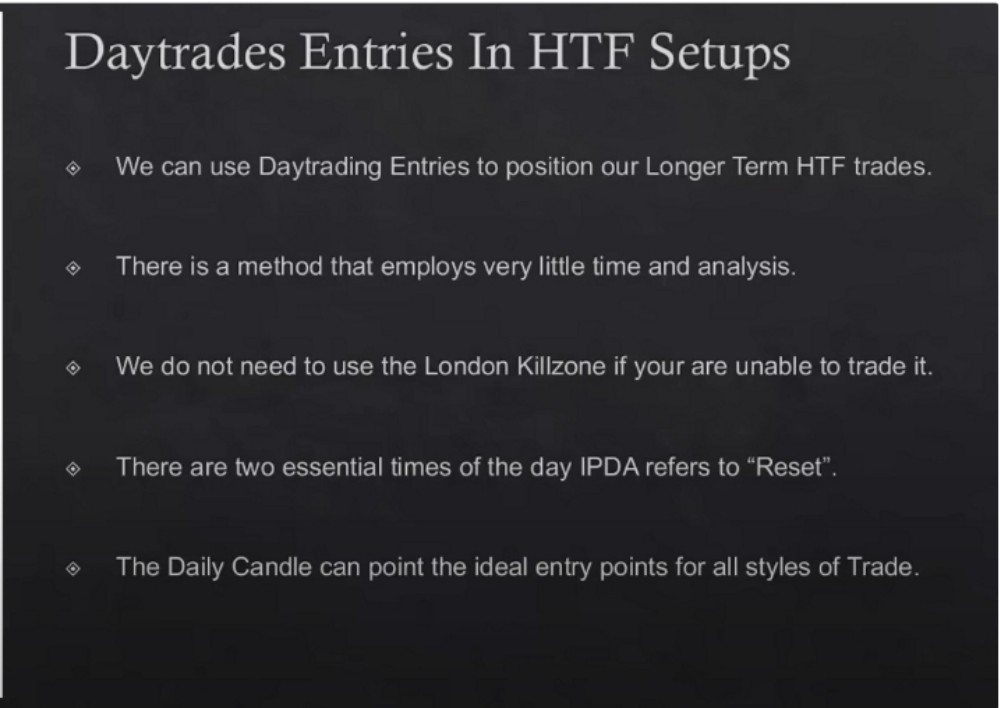 Daytrades Entries In HTF Setups
We can use Daytrading Entries to position our Longer Term HTF trades.
There is a method that employs very little time and analysis.
We do not need to use the London Killzone if your are unable to trade it.
There are two essential times of the day IPDA refers to “Reset”.
The Daily Candle can point the ideal entry points for all styles of Trade.